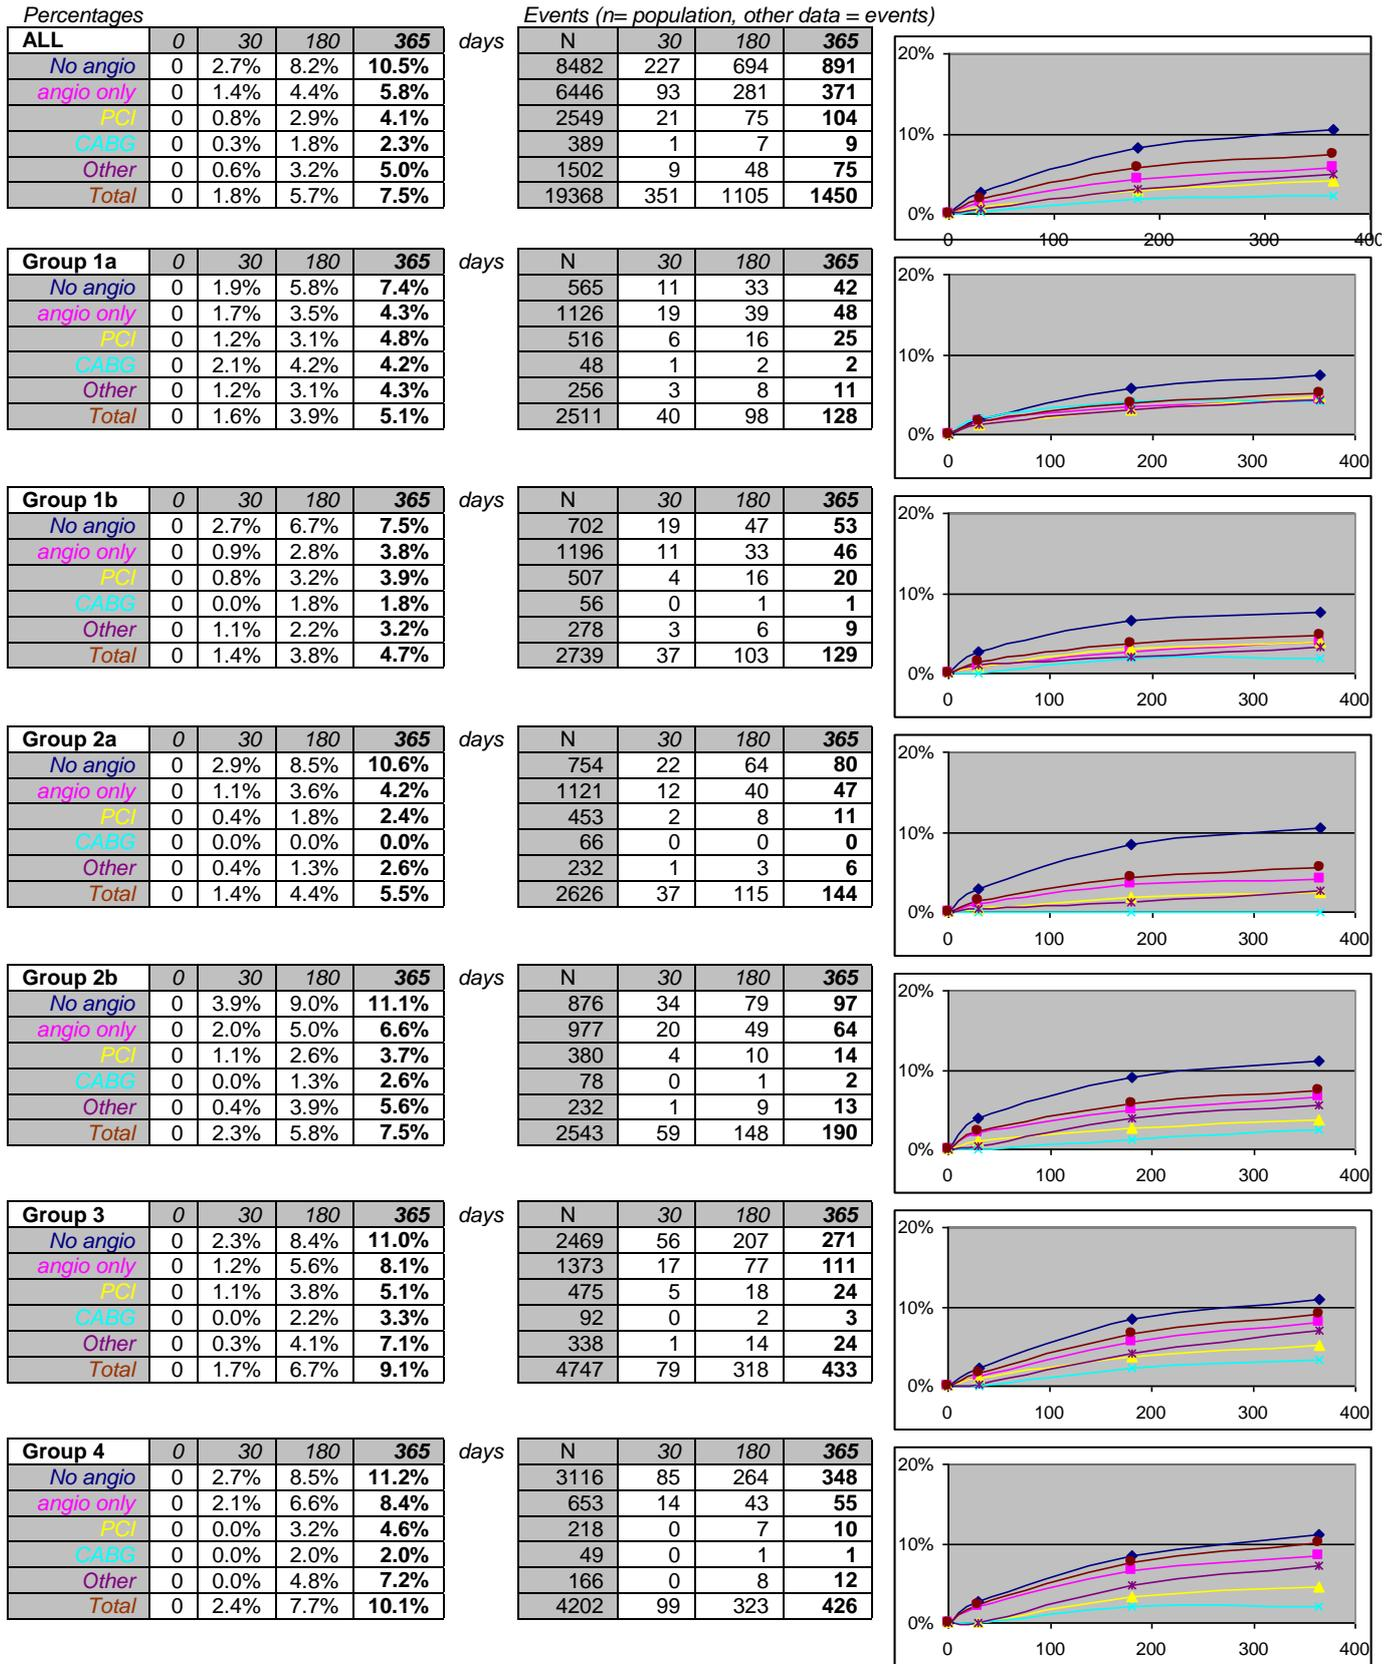 Percentages Events (n= population, other data = events)
ALL 0 30 180 365 days N 30 180 365
No angio 0 2.7% 8.2% 10.5% 8482 227 694 891
angio only 0 1.4% 4.4% 5.8% 6446 93 281 371
PCI 0 0.8% 2.9% 4.1% 2549 21 75 104
CABG 0 0.3% 1.8% 2.3% 389 1 7 9
Other 0 0.6% 3.2% 5.0% 1502 9 48 75
Total 0 1.8% 5.7% 7.5% 19368 351 1105 1450
20%
10%
0%
0 100 200 300 400
Group 1a 0 30 180 365 days N 30 180 365
No angio 0 1.9% 5.8% 7.4% 565 11 33 42
angio only 0 1.7% 3.5% 4.3% 1126 19 39 48
PCI 0 1.2% 3.1% 4.8% 516 6 16 25
CABG 0 2.1% 4.2% 4.2% 48 1 2 2
Other 0 1.2% 3.1% 4.3% 256 3 8 11
Total 0 1.6% 3.9% 5.1% 2511 40 98 128
20%
10%
0%
0 100 200 300 400
Group 1b 0 30 180 365 days N 30 180 365
No angio 0 2.7% 6.7% 7.5% 702 19 47 53
angio only 0 0.9% 2.8% 3.8% 1196 11 33 46
PCI 0 0.8% 3.2% 3.9% 507 4 16 20
CABG 0 0.0% 1.8% 1.8% 56 0 1 1
Other 0 1.1% 2.2% 3.2% 278 3 6 9
Total 0 1.4% 3.8% 4.7% 2739 37 103 129
20%
10%
0%
0 100 200 300 400
Group 2a 0 30 180 365 days N 30 180 365
No angio 0 2.9% 8.5% 10.6% 754 22 64 80
angio only 0 1.1% 3.6% 4.2% 1121 12 40 47
PCI 0 0.4% 1.8% 2.4% 453 2 8 11
CABG 0 0.0% 0.0% 0.0% 66 0 0 0
Other 0 0.4% 1.3% 2.6% 232 1 3 6
Total 0 1.4% 4.4% 5.5% 2626 37 115 144
20%
10%
0%
0 100 200 300 400
Group 2b 0 30 180 365 days N 30 180 365
No angio 0 3.9% 9.0% 11.1% 876 34 79 97
angio only 0 2.0% 5.0% 6.6% 977 20 49 64
PCI 0 1.1% 2.6% 3.7% 380 4 10 14
CABG 0 0.0% 1.3% 2.6% 78 0 1 2
Other 0 0.4% 3.9% 5.6% 232 1 9 13
Total 0 2.3% 5.8% 7.5% 2543 59 148 190
20%
10%
0%
0 100 200 300 400
Group 3 0 30 180 365 days N 30 180 365
No angio 0 2.3% 8.4% 11.0% 2469 56 207 271
angio only 0 1.2% 5.6% 8.1% 1373 17 77 111
PCI 0 1.1% 3.8% 5.1% 475 5 18 24
CABG 0 0.0% 2.2% 3.3% 92 0 2 3
Other 0 0.3% 4.1% 7.1% 338 1 14 24
Total 0 1.7% 6.7% 9.1% 4747 79 318 433
20%
10%
0%
0 100 200 300 400
Group 4 0 30 180 365 days N 30 180 365
No angio 0 2.7% 8.5% 11.2% 3116 85 264 348
angio only 0 2.1% 6.6% 8.4% 653 14 43 55
PCI 0 0.0% 3.2% 4.6% 218 0 7 10
CABG 0 0.0% 2.0% 2.0% 49 0 1 1
Other 0 0.0% 4.8% 7.2% 166 0 8 12
Total 0 2.4% 7.7% 10.1% 4202 99 323 426
20%
10%
0%
0 100 200 300 400